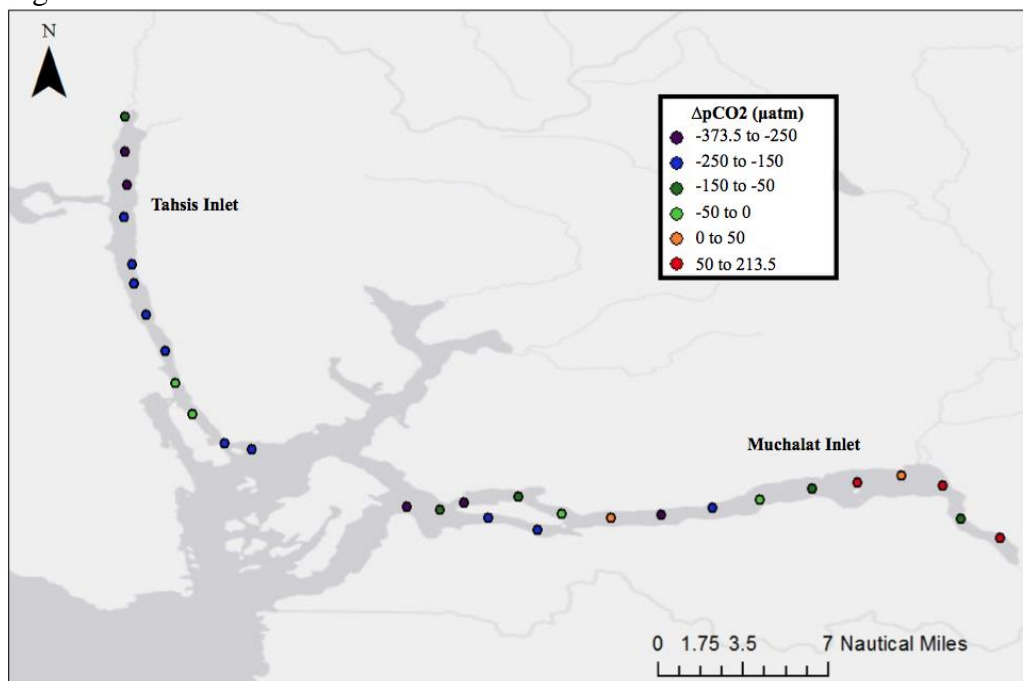 N
ΔpCO2 (µatm)
-373.5 to -250
-250 to -150
-150 to -50
-50 to 0
0 to 50
50 to 213.5
Tahsis Inlet
Muchalat Inlet
0 1.75 3.5 7 Nautical Miles